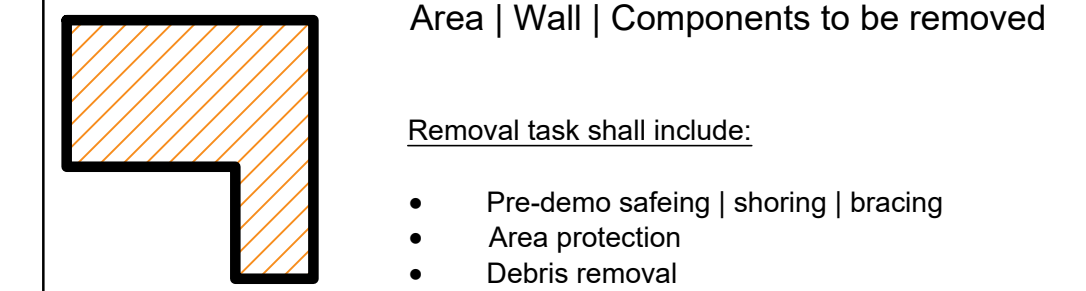 Area | Wall | Components to be removed
Removal task shall include:
• Pre-demo safeing | shoring | bracing
• Area protection
• Debris removal